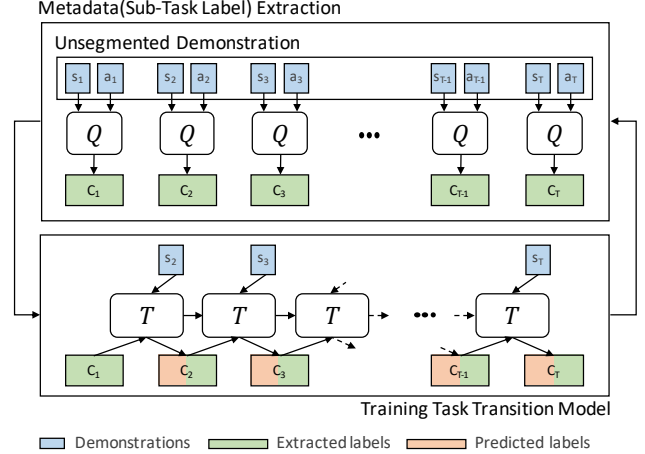 Metadata(Sub-Task Label) Extraction
Unsegmented Demonstration
s1 a1 s2 a2 s3 a3 sT-1 aT-1 sT aT
Q Q Q ••• Q Q
C1 C2 C3 CT-1 CT
s2 s3 sT
T T T ••• T
C1 C2 C3 CT-1 CT
Training Task Transition Model
Demonstrations Extracted labels Predicted labels